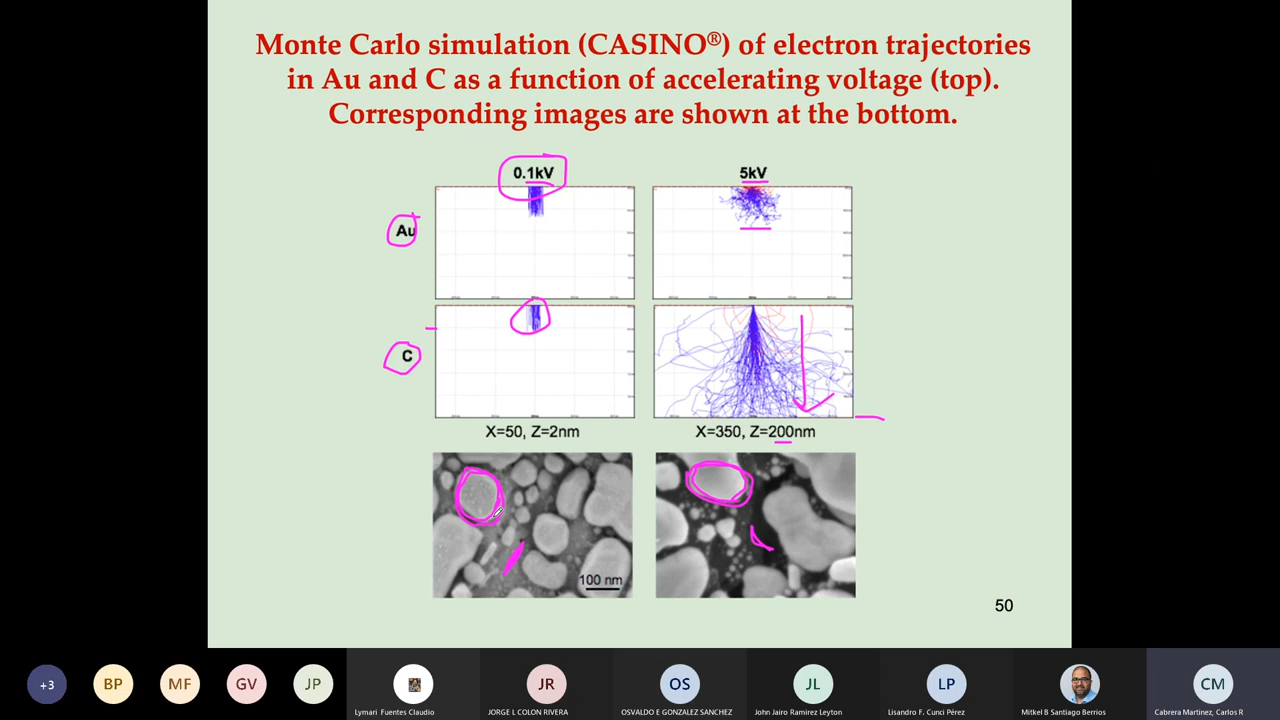 Monte Carlo simulation (CASINO®) of electron trajectories
in Au and C as a function of accelerating voltage (top).
Corresponding images are shown at the bottom.
0.1kV
5kV
Au
C
X=50, Z=2nm
X=350, Z=200nm
100 nm
50
+3
BP
MF
GV
JP
JR
OS
JL
LP
CM
Lymari Fuentes Claudio
JORGE L COLON RIVERA
OSVALDO E GONZALEZ SANCHEZ
John Jairo Ramirez Leyton
Lisandro F. Cunci Pérez
Mitkel B Santiago Berrios
Cabrera Martinez, Carlos R